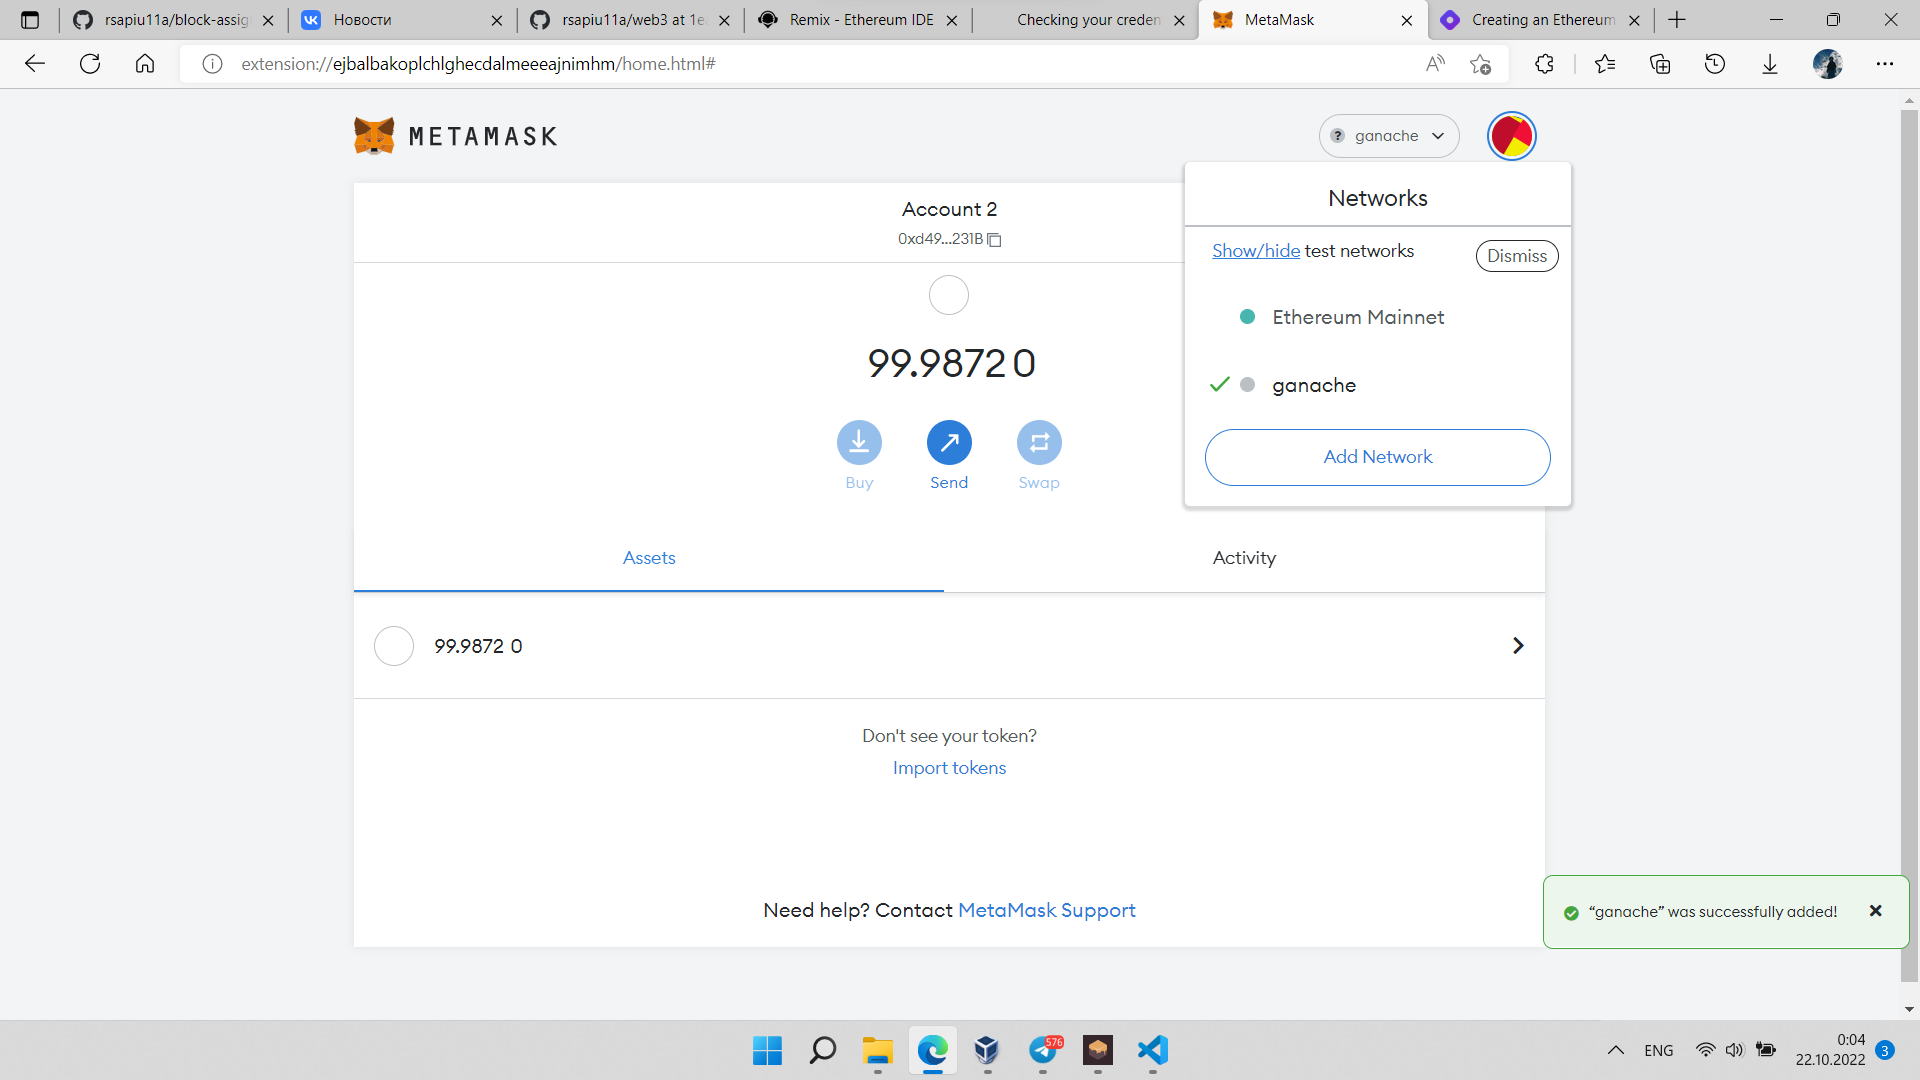 rsapiu11a/block-assig
Новости
rsapiu11a/web3 at 1e
Remix - Ethereum IDE
Checking your creden
MetaMask
Creating an Ethereum
extension://ejbalbakoplchlghecdalmeeeajnimhm/home.html#
METAMASK
? ganache
Networks
Show/hide test networks
Dismiss
Ethereum Mainnet
ganache
Add Network
Account 2
0xd49...231B
99.9872 0
Buy
Send
Swap
Assets
Activity
99.9872 0
Don't see your token?
Import tokens
Need help? Contact MetaMask Support
“ganache” was successfully added!
576
ENG
0:04
22.10.2022
3